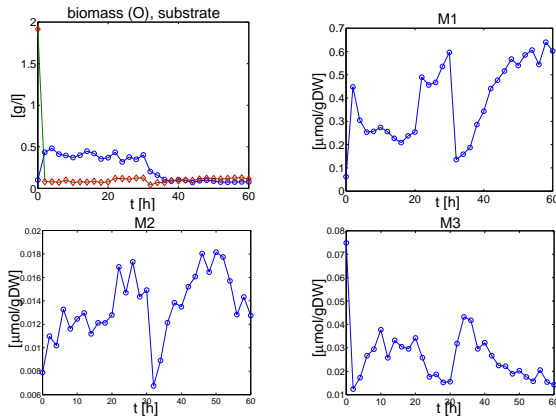 biomass (O), substrate
2
1.5
1
0.5
0
[g/l]
0 20 40 60
t [h]
M1
0.7
0.6
0.5
0.4
0.3
0.2
0.1
0
[µmol/gDW]
0 20 40 60
t [h]
M2
0.02
0.018
0.016
0.014
0.012
0.01
0.008
0.006
[µmol/gDW]
0 10 20 30 40 50 60
t [h]
M3
0.08
0.07
0.06
0.05
0.04
0.03
0.02
0.01
[µmol/gDW]
0 20 40 60
t [h]